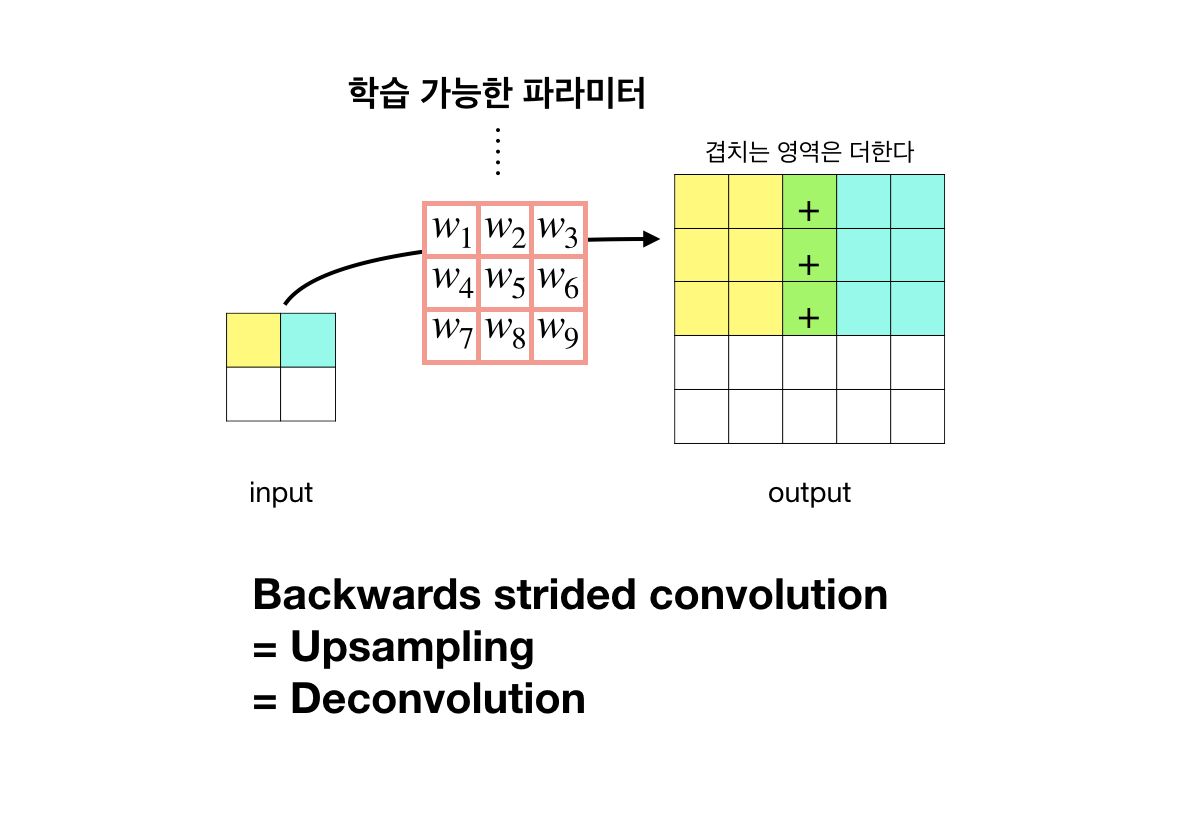 학습 가능한 파라미터
겹치는 영역은 더한다
w1 w2 w3
w4 w5 w6
w7 w8 w9
+
+
+
input
output
Backwards strided convolution
= Upsampling
= Deconvolution